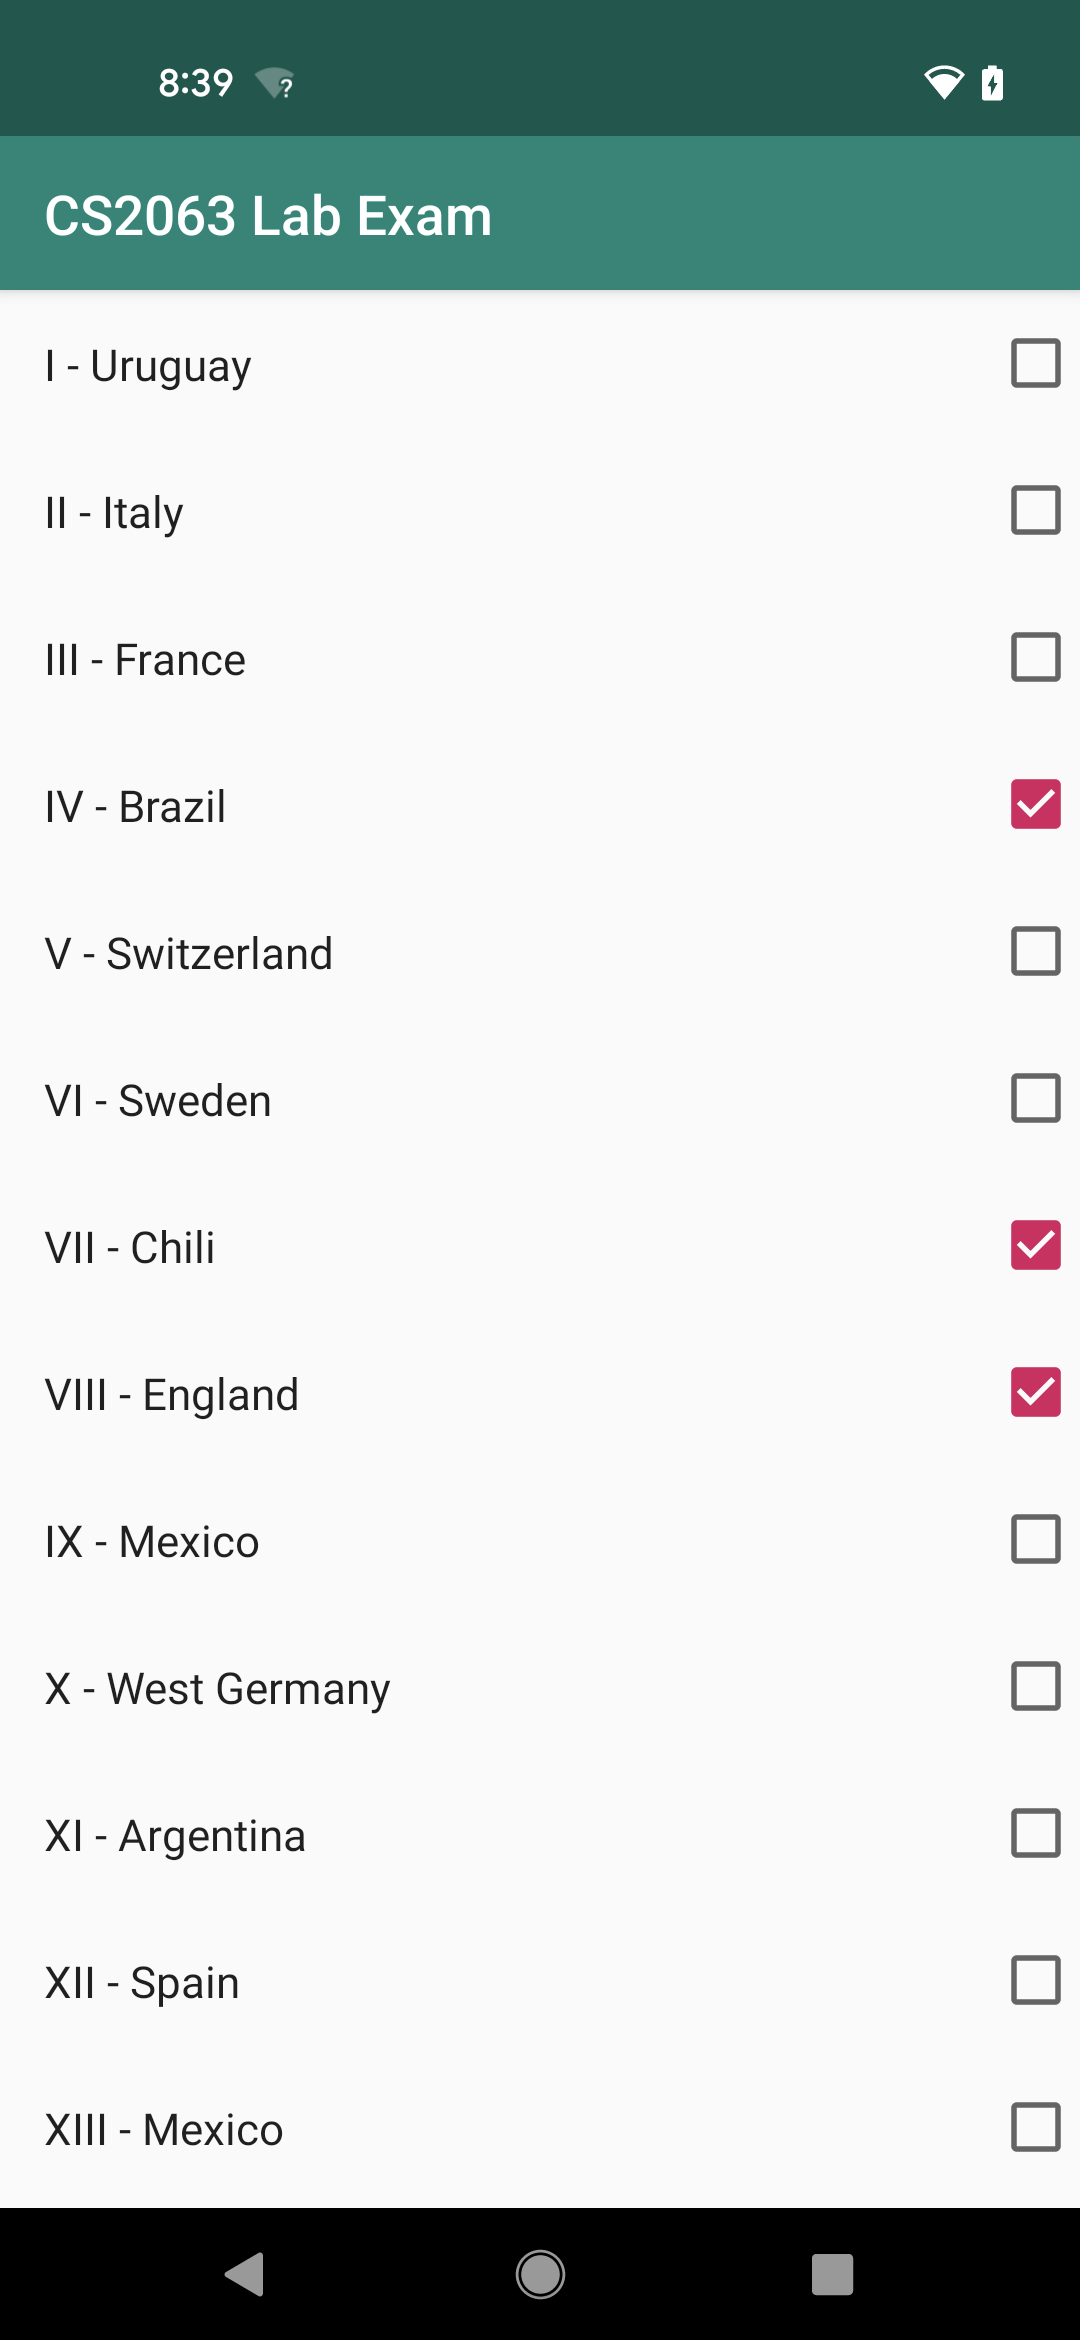 8:39
CS2063 Lab Exam
I - Uruguay
II - Italy
III - France
IV - Brazil
V - Switzerland
VI - Sweden
VII - Chili
VIII - England
IX - Mexico
X - West Germany
XI - Argentina
XII - Spain
XIII - Mexico